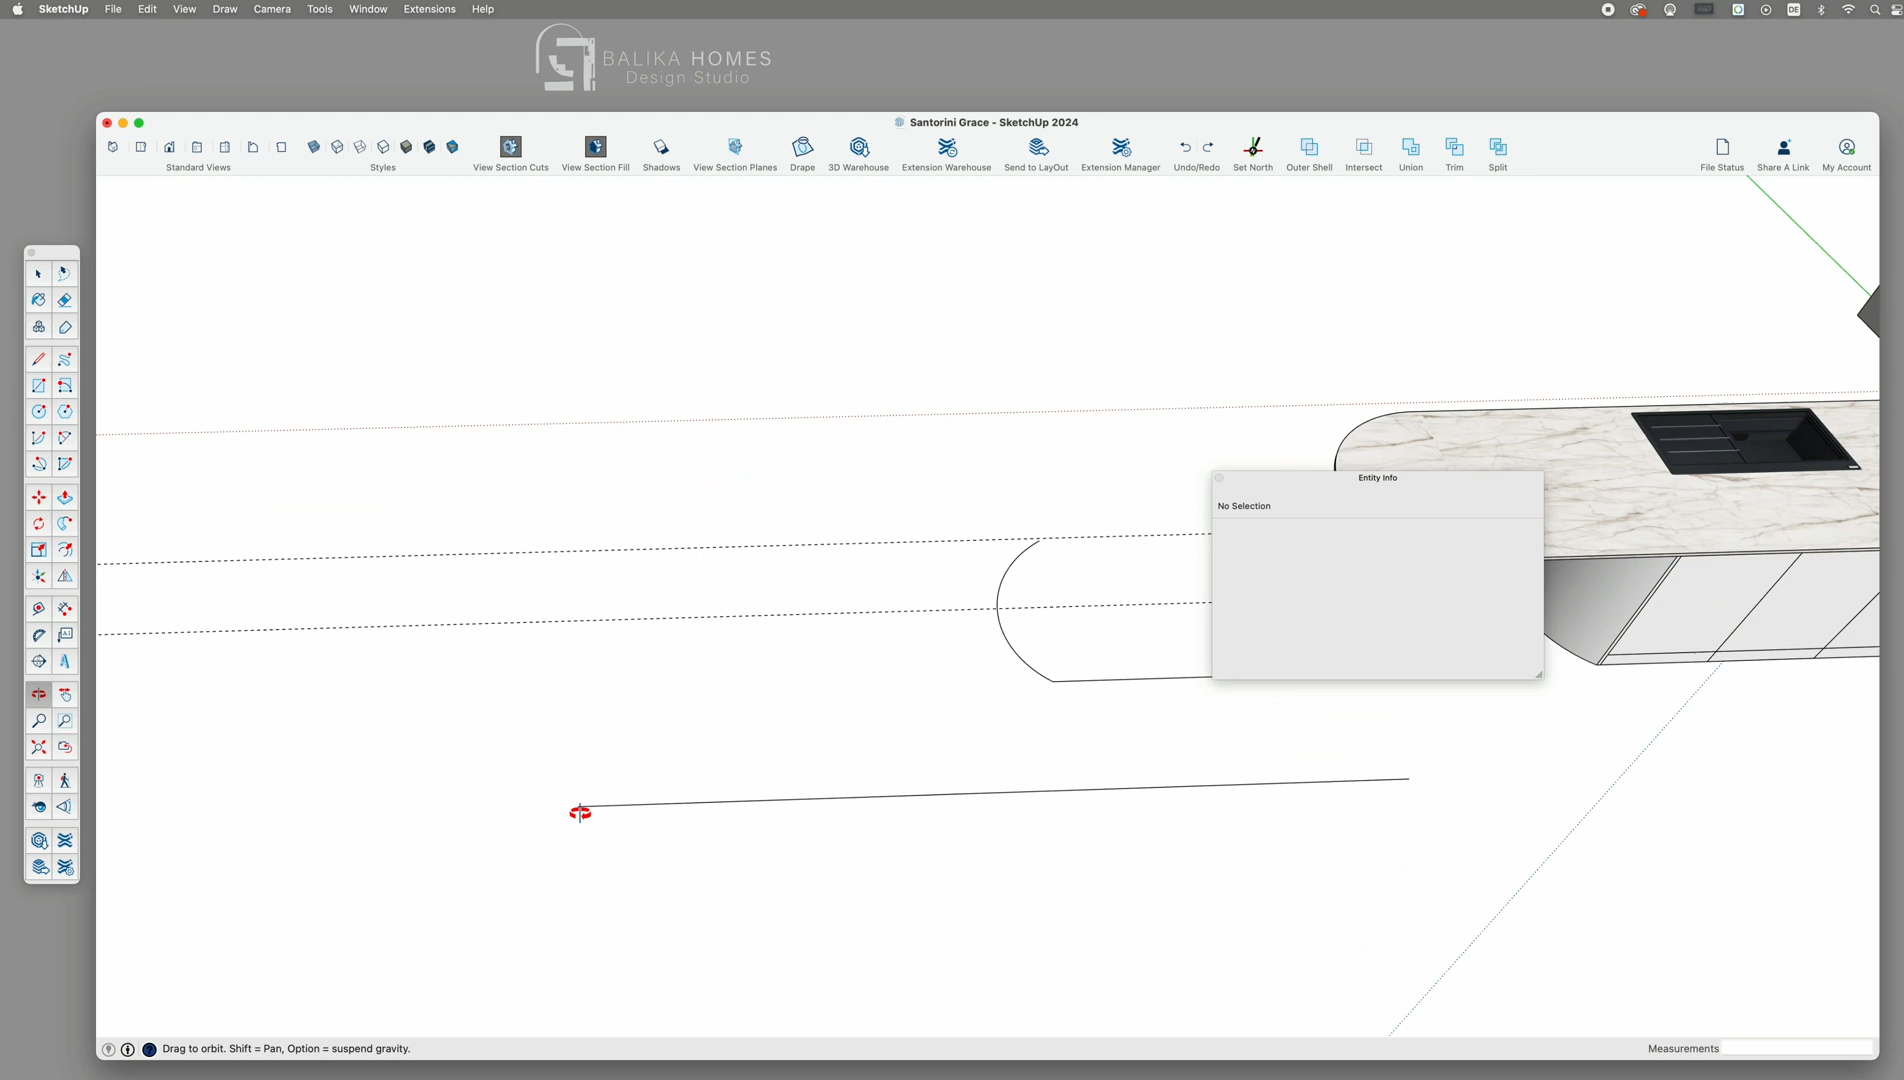 SketchUp File Edit View Draw Camera Tools Window Extensions Help
DE
BALIKA HOMES
Design Studio
Santorini Grace - SketchUp 2024
Standard Views Styles View Section Cuts View Section Fill Shadows View Section Planes Drape 3D Warehouse Extension Warehouse Send to LayOut Extension Manager Undo/Redo Set North Outer Shell Intersect Union Trim Split File Status Share A Link My Account
Entity Info
No Selection
Drag to orbit. Shift = Pan, Option = suspend gravity.
Measurements